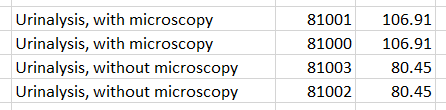 Urinalysis, with microscopy 81001 106.91
Urinalysis, with microscopy 81000 106.91
Urinalysis, without microscopy 81003 80.45
Urinalysis, without microscopy 81002 80.45